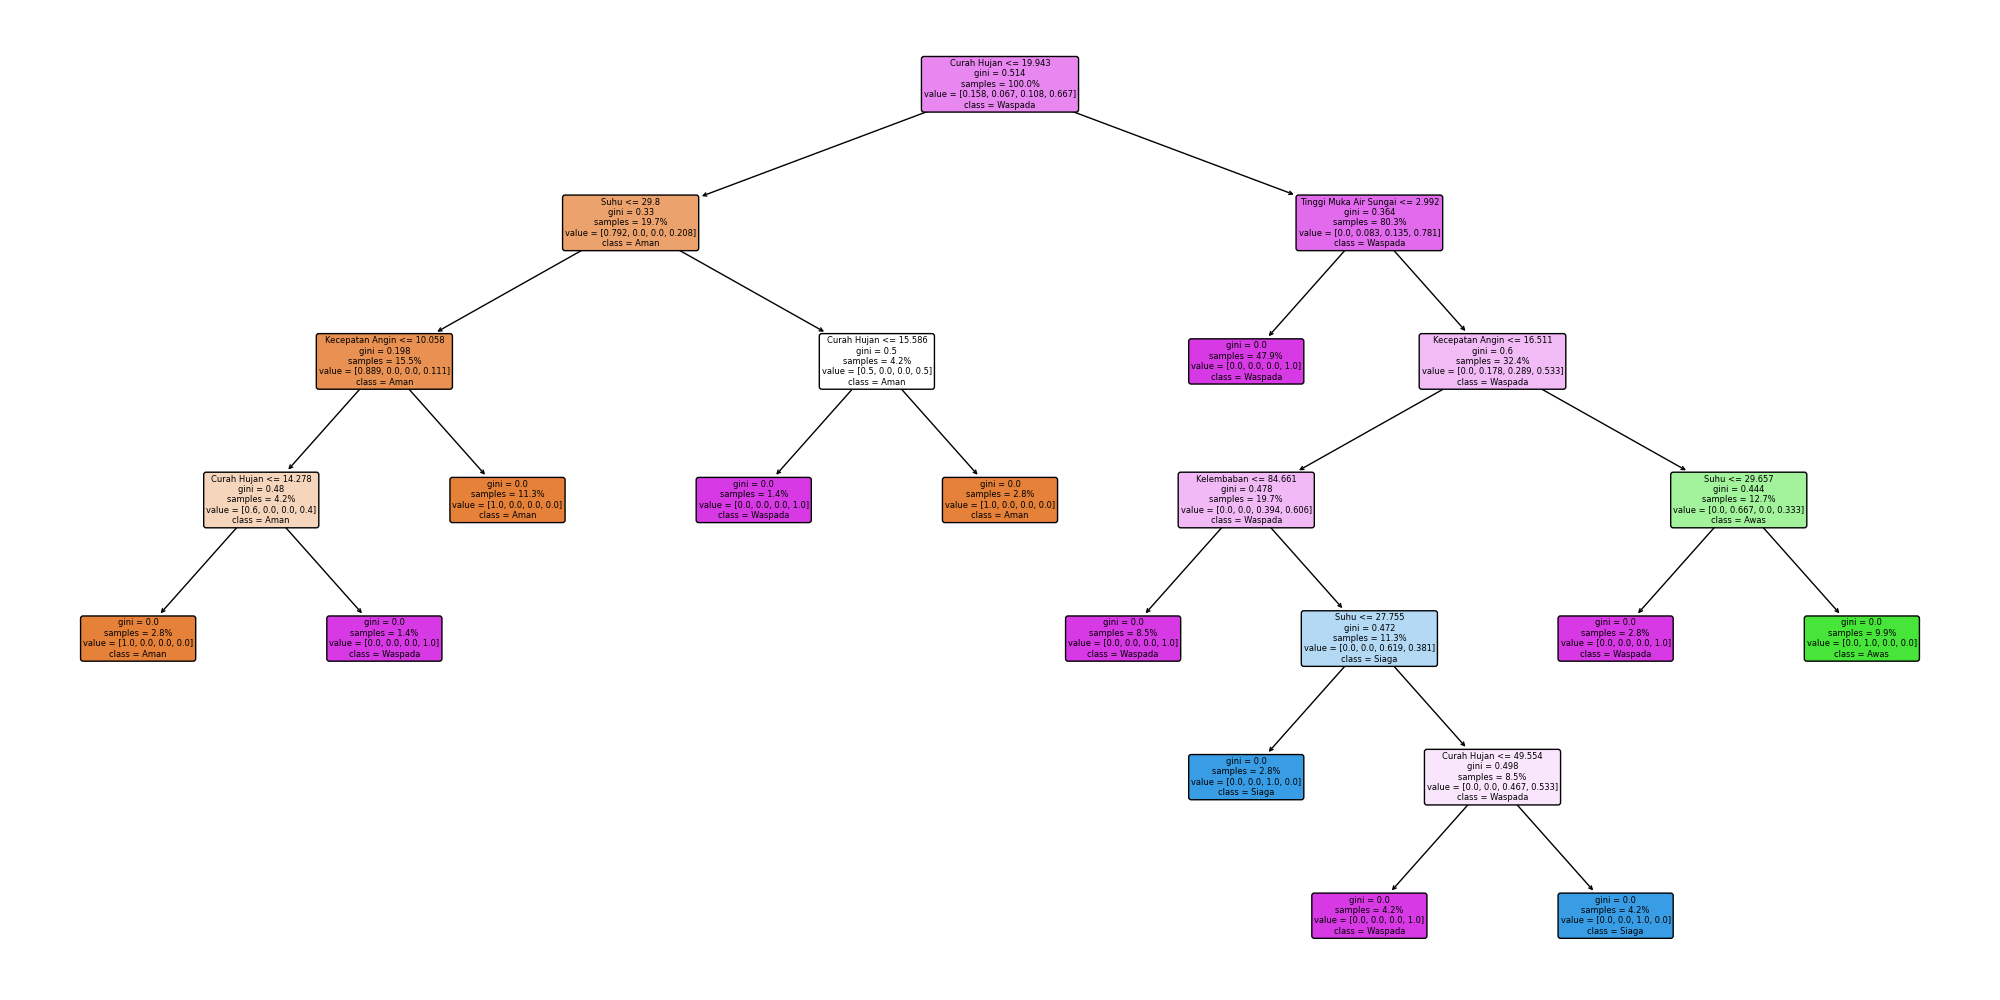 Curah Hujan <= 19.943
gini = 0.514
samples = 100.0%
value = [0.158, 0.067, 0.108, 0.667]
class = Waspada
Suhu <= 29.8
gini = 0.33
samples = 19.7%
value = [0.792, 0.0, 0.0, 0.208]
class = Aman
Tinggi Muka Air Sungai <= 2.992
gini = 0.364
samples = 80.3%
value = [0.0, 0.083, 0.135, 0.781]
class = Waspada
Kecepatan Angin <= 10.058
gini = 0.198
samples = 15.5%
value = [0.889, 0.0, 0.0, 0.111]
class = Aman
Curah Hujan <= 15.586
gini = 0.5
samples = 4.2%
value = [0.5, 0.0, 0.0, 0.5]
class = Aman
gini = 0.0
samples = 47.9%
value = [0.0, 0.0, 0.0, 1.0]
class = Waspada
Kecepatan Angin <= 16.511
gini = 0.6
samples = 32.4%
value = [0.0, 0.178, 0.289, 0.533]
class = Waspada
Curah Hujan <= 14.278
gini = 0.48
samples = 4.2%
value = [0.6, 0.0, 0.0, 0.4]
class = Aman
gini = 0.0
samples = 11.3%
value = [1.0, 0.0, 0.0, 0.0]
class = Aman
gini = 0.0
samples = 1.4%
value = [0.0, 0.0, 0.0, 1.0]
class = Waspada
gini = 0.0
samples = 2.8%
value = [1.0, 0.0, 0.0, 0.0]
class = Aman
Kelembaban <= 84.661
gini = 0.478
samples = 19.7%
value = [0.0, 0.0, 0.394, 0.606]
class = Waspada
Suhu <= 29.657
gini = 0.444
samples = 12.7%
value = [0.0, 0.667, 0.0, 0.333]
class = Awas
gini = 0.0
samples = 2.8%
value = [1.0, 0.0, 0.0, 0.0]
class = Aman
gini = 0.0
samples = 1.4%
value = [0.0, 0.0, 0.0, 1.0]
class = Waspada
gini = 0.0
samples = 8.5%
value = [0.0, 0.0, 0.0, 1.0]
class = Waspada
Suhu <= 27.755
gini = 0.472
samples = 11.3%
value = [0.0, 0.0, 0.619, 0.381]
class = Siaga
gini = 0.0
samples = 2.8%
value = [0.0, 0.0, 0.0, 1.0]
class = Waspada
gini = 0.0
samples = 9.9%
value = [0.0, 1.0, 0.0, 0.0]
class = Awas
gini = 0.0
samples = 2.8%
value = [0.0, 0.0, 1.0, 0.0]
class = Siaga
Curah Hujan <= 49.554
gini = 0.498
samples = 8.5%
value = [0.0, 0.0, 0.467, 0.533]
class = Waspada
gini = 0.0
samples = 4.2%
value = [0.0, 0.0, 0.0, 1.0]
class = Waspada
gini = 0.0
samples = 4.2%
value = [0.0, 0.0, 1.0, 0.0]
class = Siaga